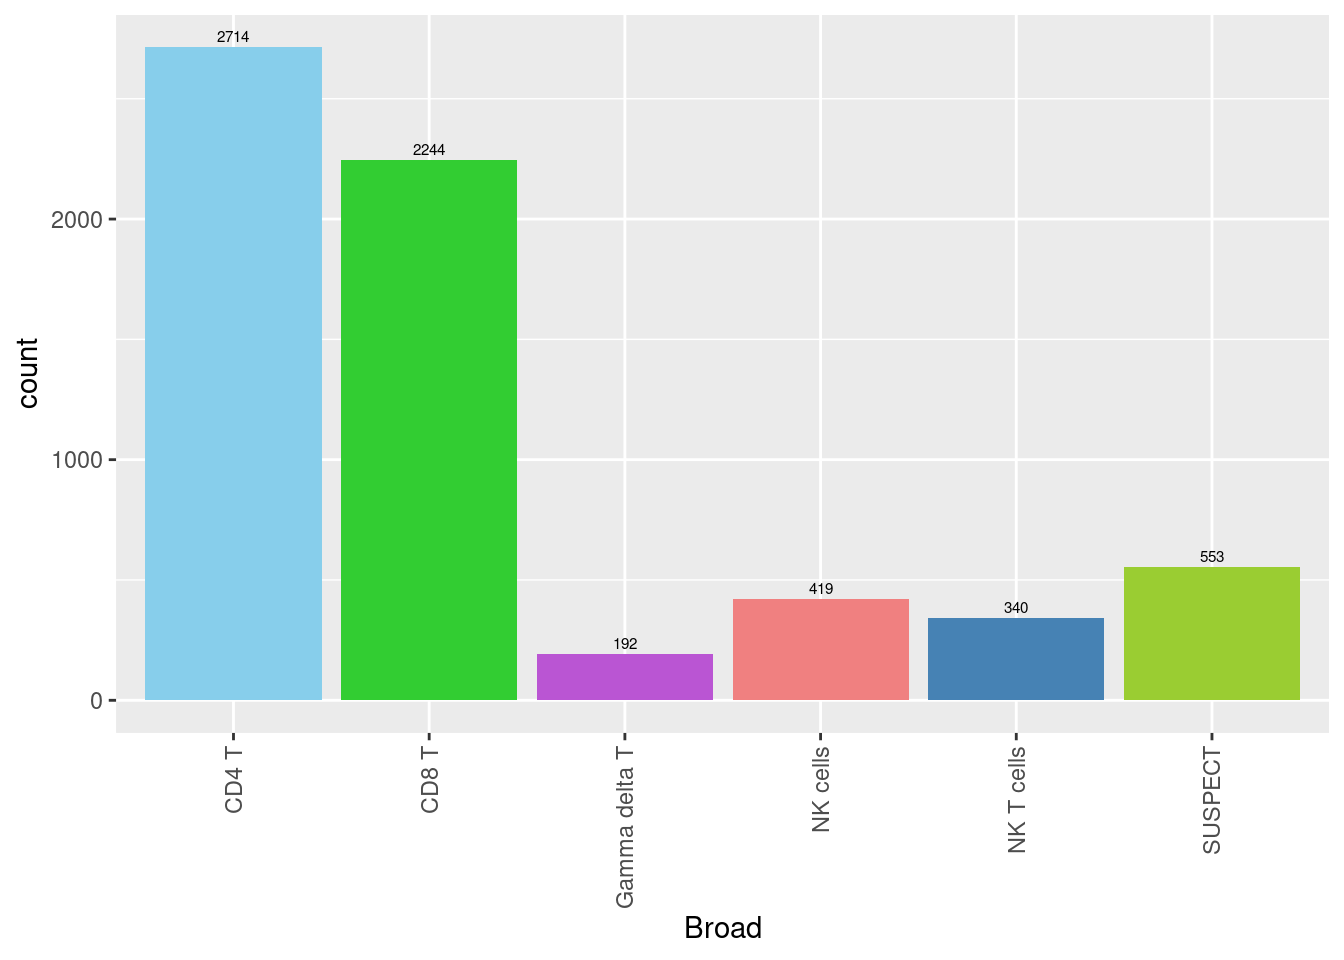 2714
2244
553
419
340
192
2000
1000
0
count
CD4 T
CD8 T
Gamma delta T
NK cells
NK T cells
SUSPECT
Broad